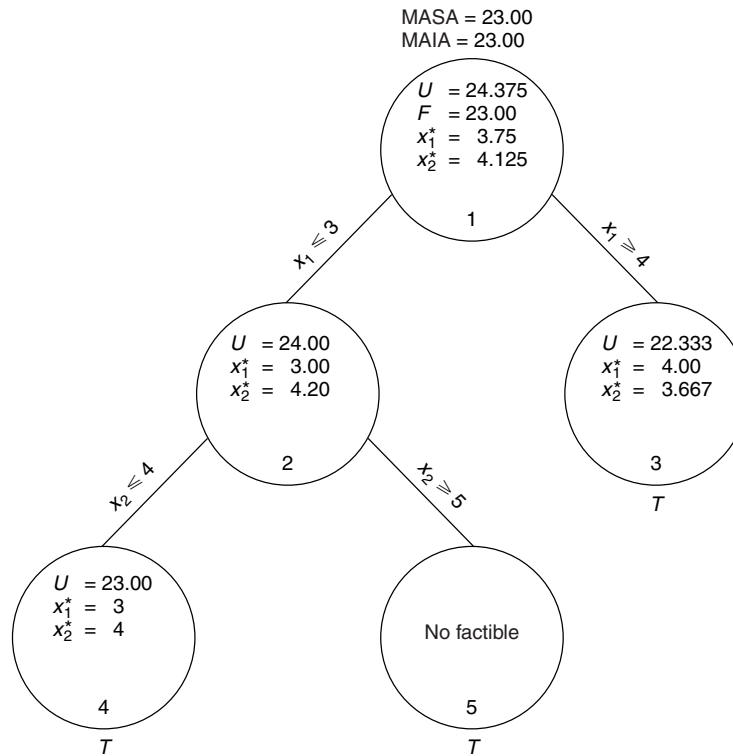 MASA = 23.00
MAIA = 23.00
U = 24.375
F = 23.00
x₁* = 3.75
x₂* = 4.125
1
x₁ ≤ 3
x₁ ≥ 4
U = 24.00
x₁* = 3.00
x₂* = 4.20
2
U = 22.333
x₁* = 4.00
x₂* = 3.667
3
T
x₂ ≤ 4
x₂ ≥ 5
U = 23.00
x₁* = 3
x₂* = 4
4
T
No factible
5
T